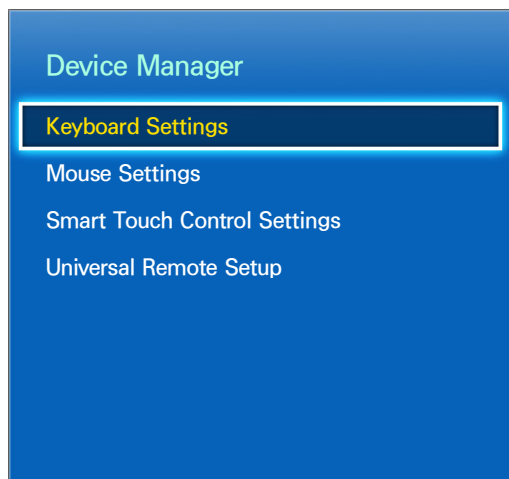 Device Manager
Keyboard Settings
Mouse Settings
Smart Touch Control Settings
Universal Remote Setup